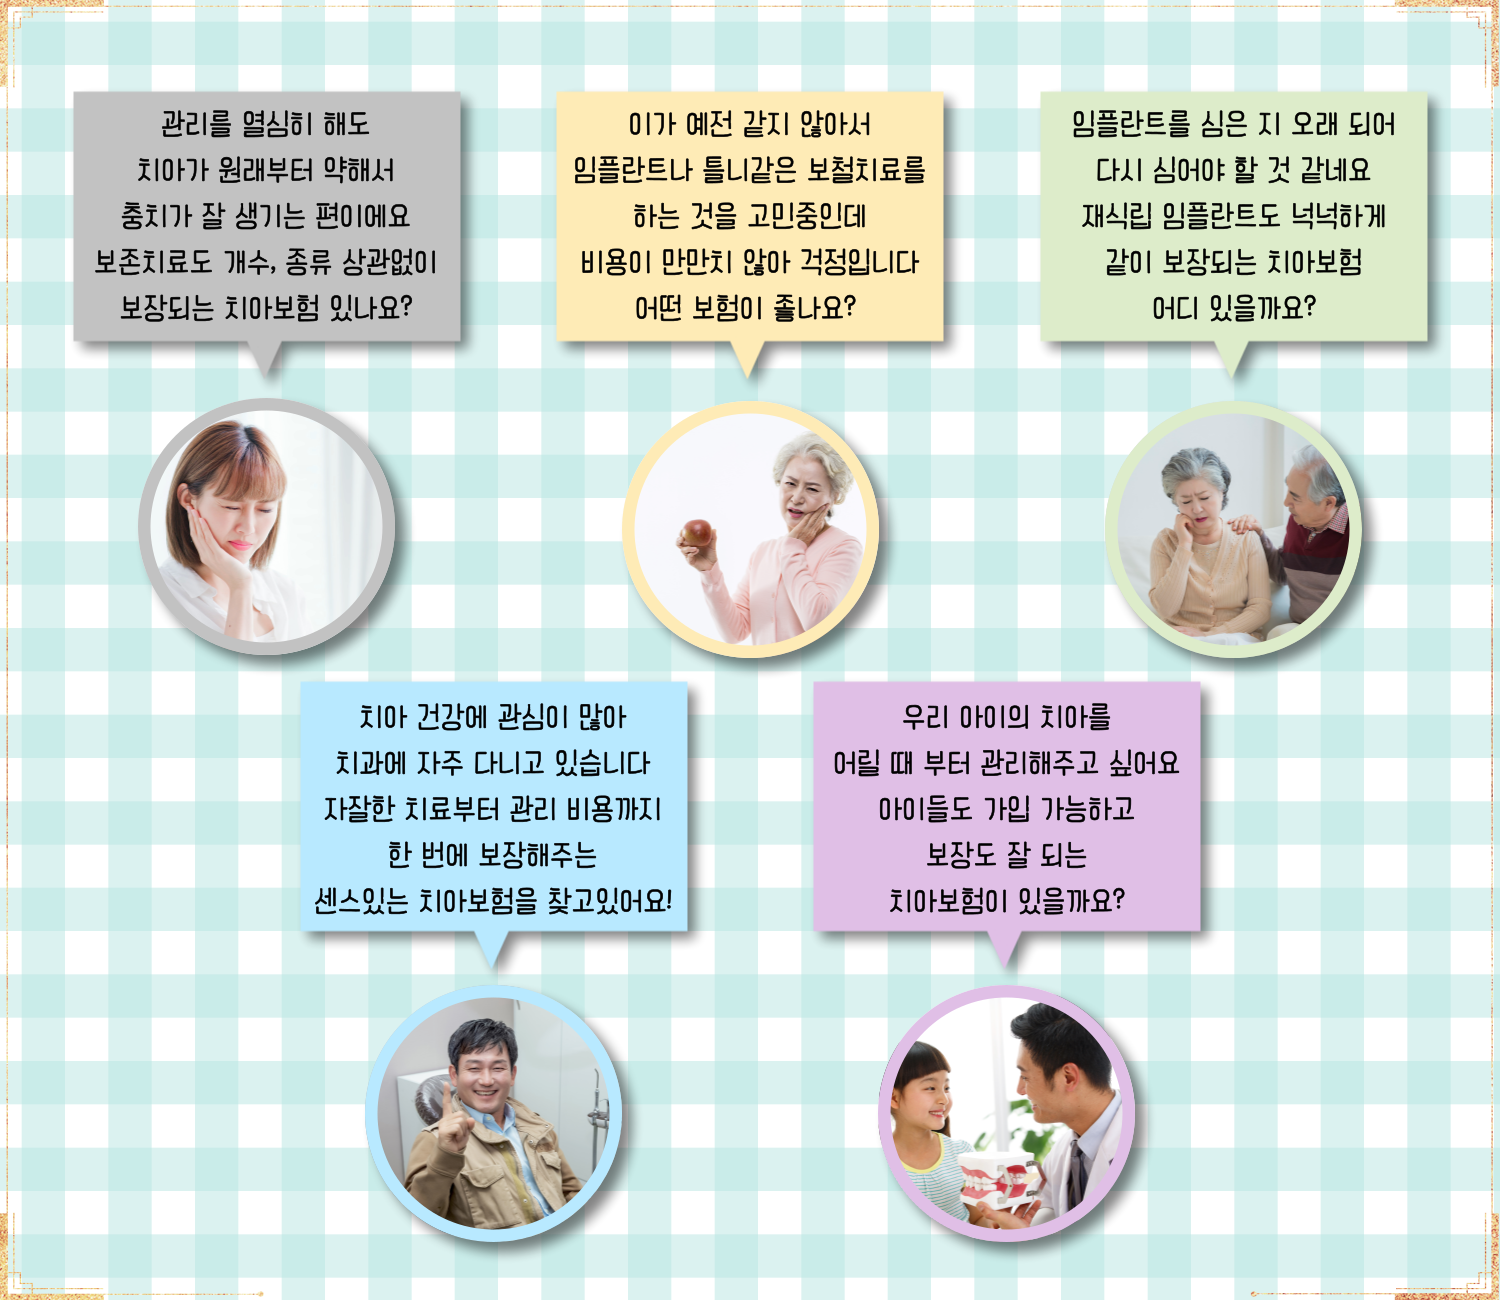 관리를 열심히 해도
치아가 원래부터 약해서
충치가 잘 생기는 편이에요
보존치료도 개수, 종류 상관없이
보장되는 치아보험 있나요?
이가 예전 같지 않아서
임플란트나 틀니같은 보철치료를
하는 것을 고민중인데
비용이 만만치 않아 걱정입니다
어떤 보험이 좋나요?
임플란트를 심은 지 오래 되어
다시 심어야 할 것 같네요
재식립 임플란트도 넉넉하게
같이 보장되는 치아보험
어디 있을까요?
치아 건강에 관심이 많아
치과에 자주 다니고 있습니다
자잘한 치료부터 관리 비용까지
한 번에 보장해주는
센스있는 치아보험을 찾고있어요!
우리 아이의 치아를
어릴 때 부터 관리해주고 싶어요
아이들도 가입 가능하고
보장도 잘 되는
치아보험이 있을까요?